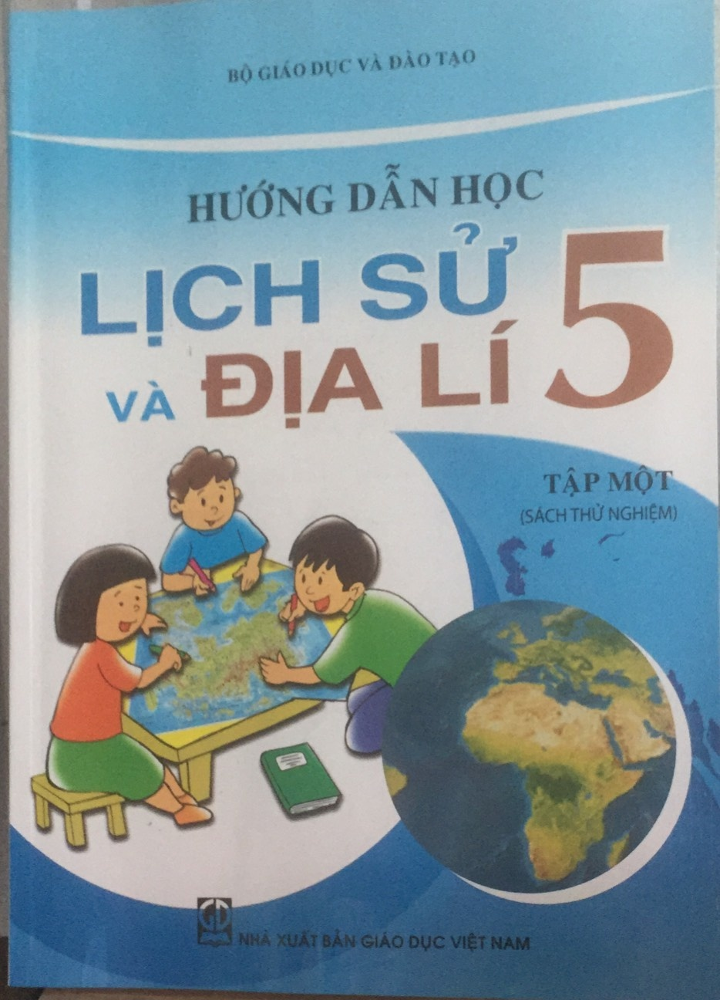 BỘ GIÁO DỤC VÀ ĐÀO TẠO
HƯỚNG DẪN HỌC
LỊCH SỬ
VÀ ĐỊA LÍ 5
TẬP MỘT
(SÁCH THỬ NGHIỆM)
GD
NHÀ XUẤT BẢN GIÁO DỤC VIỆT NAM